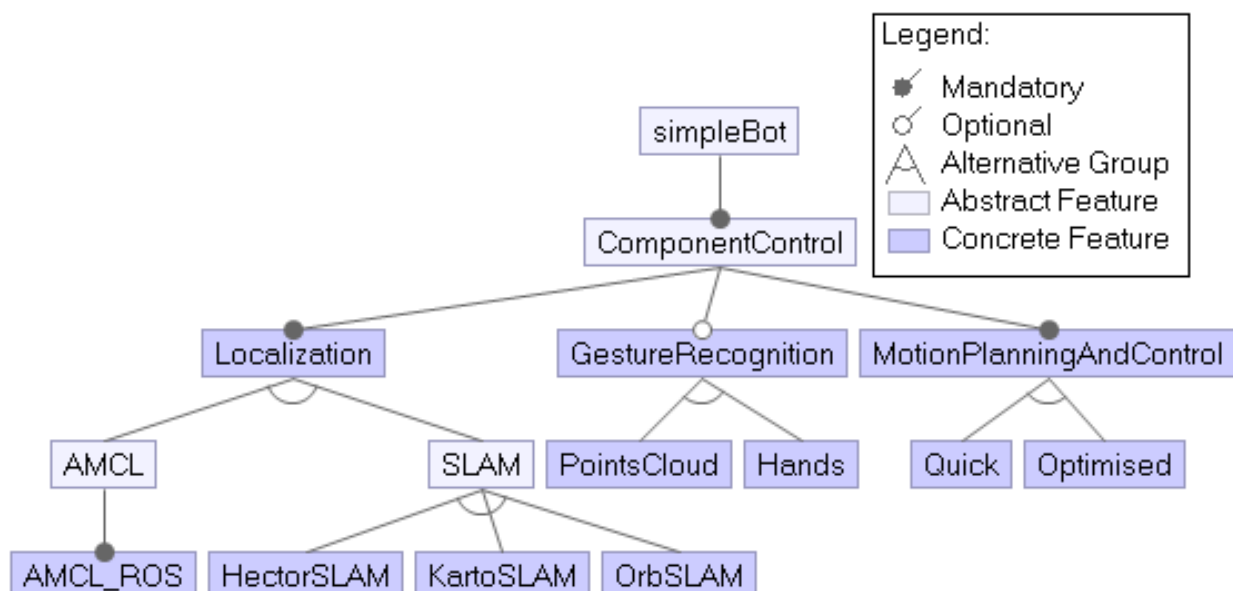 Legend:
Mandatory
Optional
Alternative Group
Abstract Feature
Concrete Feature
simpleBot
ComponentControl
Localization
GestureRecognition
MotionPlanningAndControl
AMCL
SLAM
PointsCloud
Hands
Quick
Optimised
AMCL_ROS
HectorSLAM
KartoSLAM
OrbSLAM